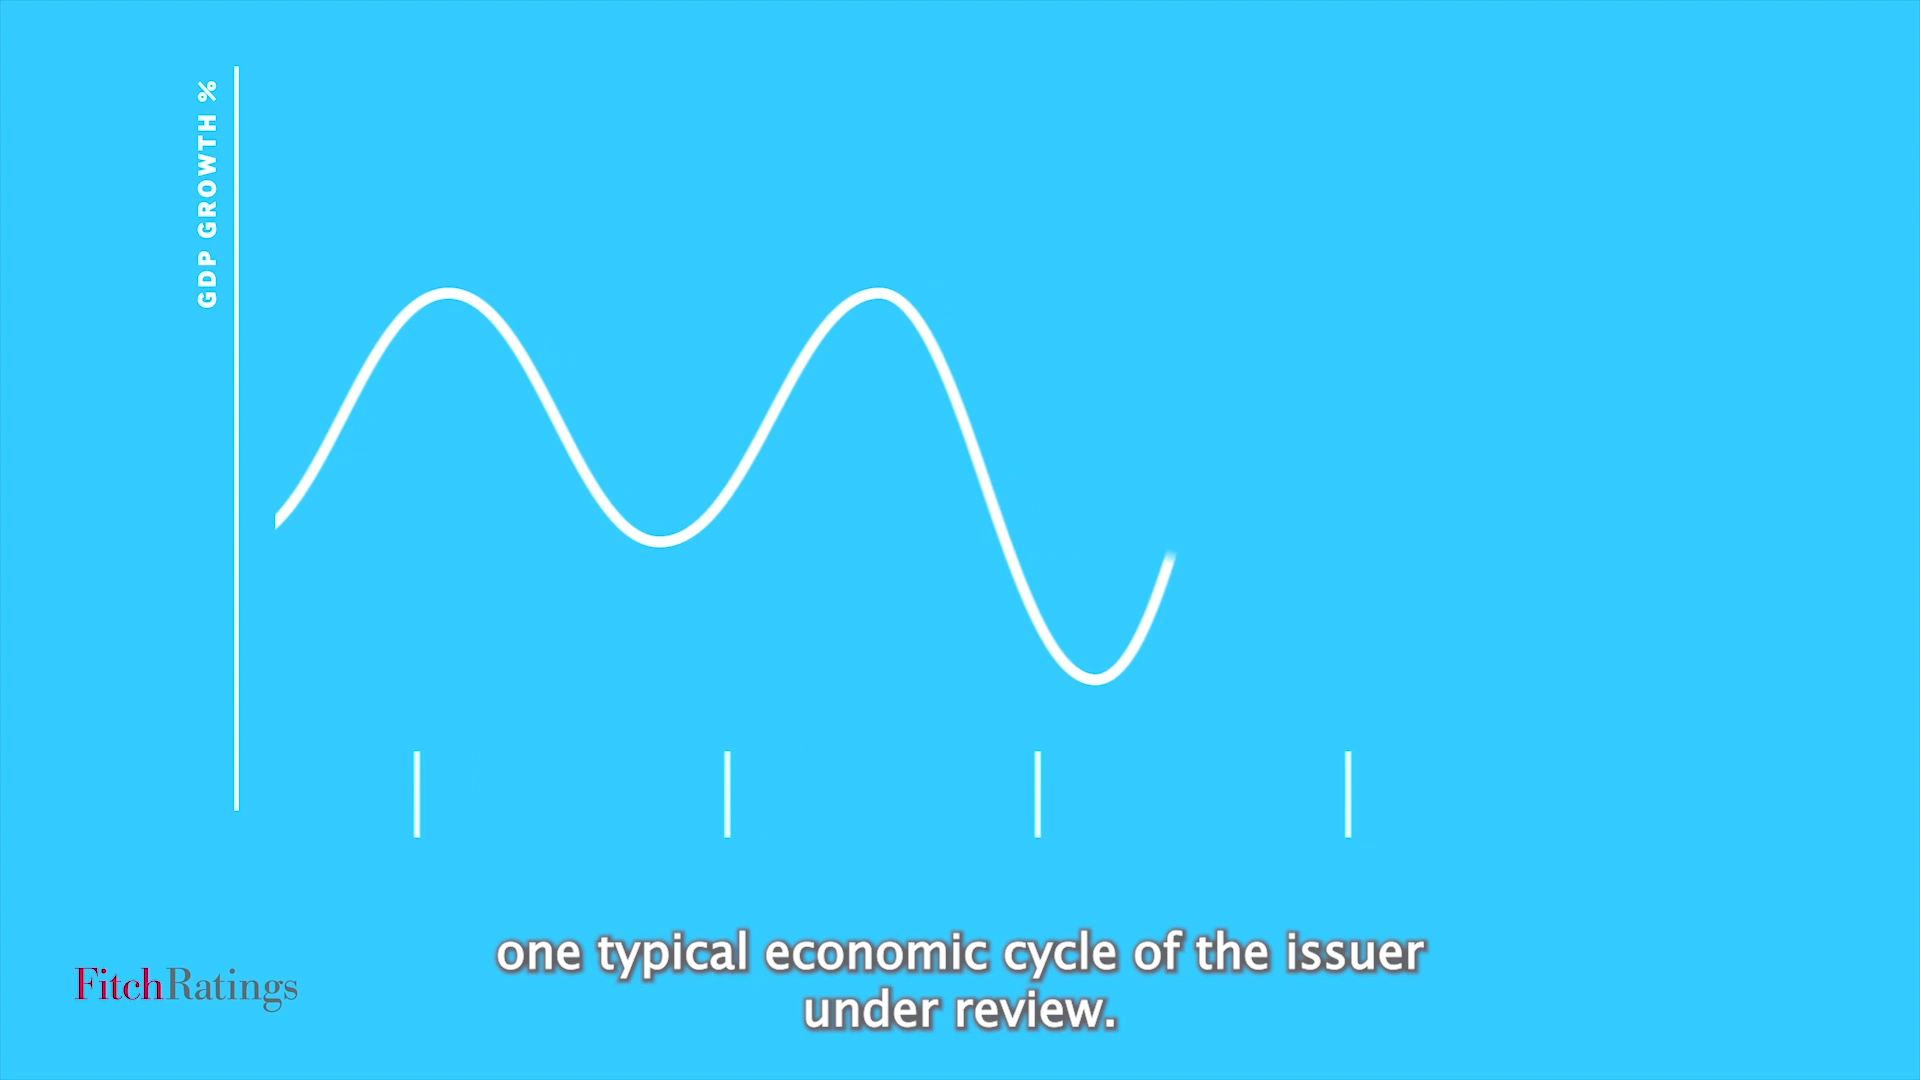 GDP GROWTH %
one typical economic cycle of the issuer
under review.
FitchRatings